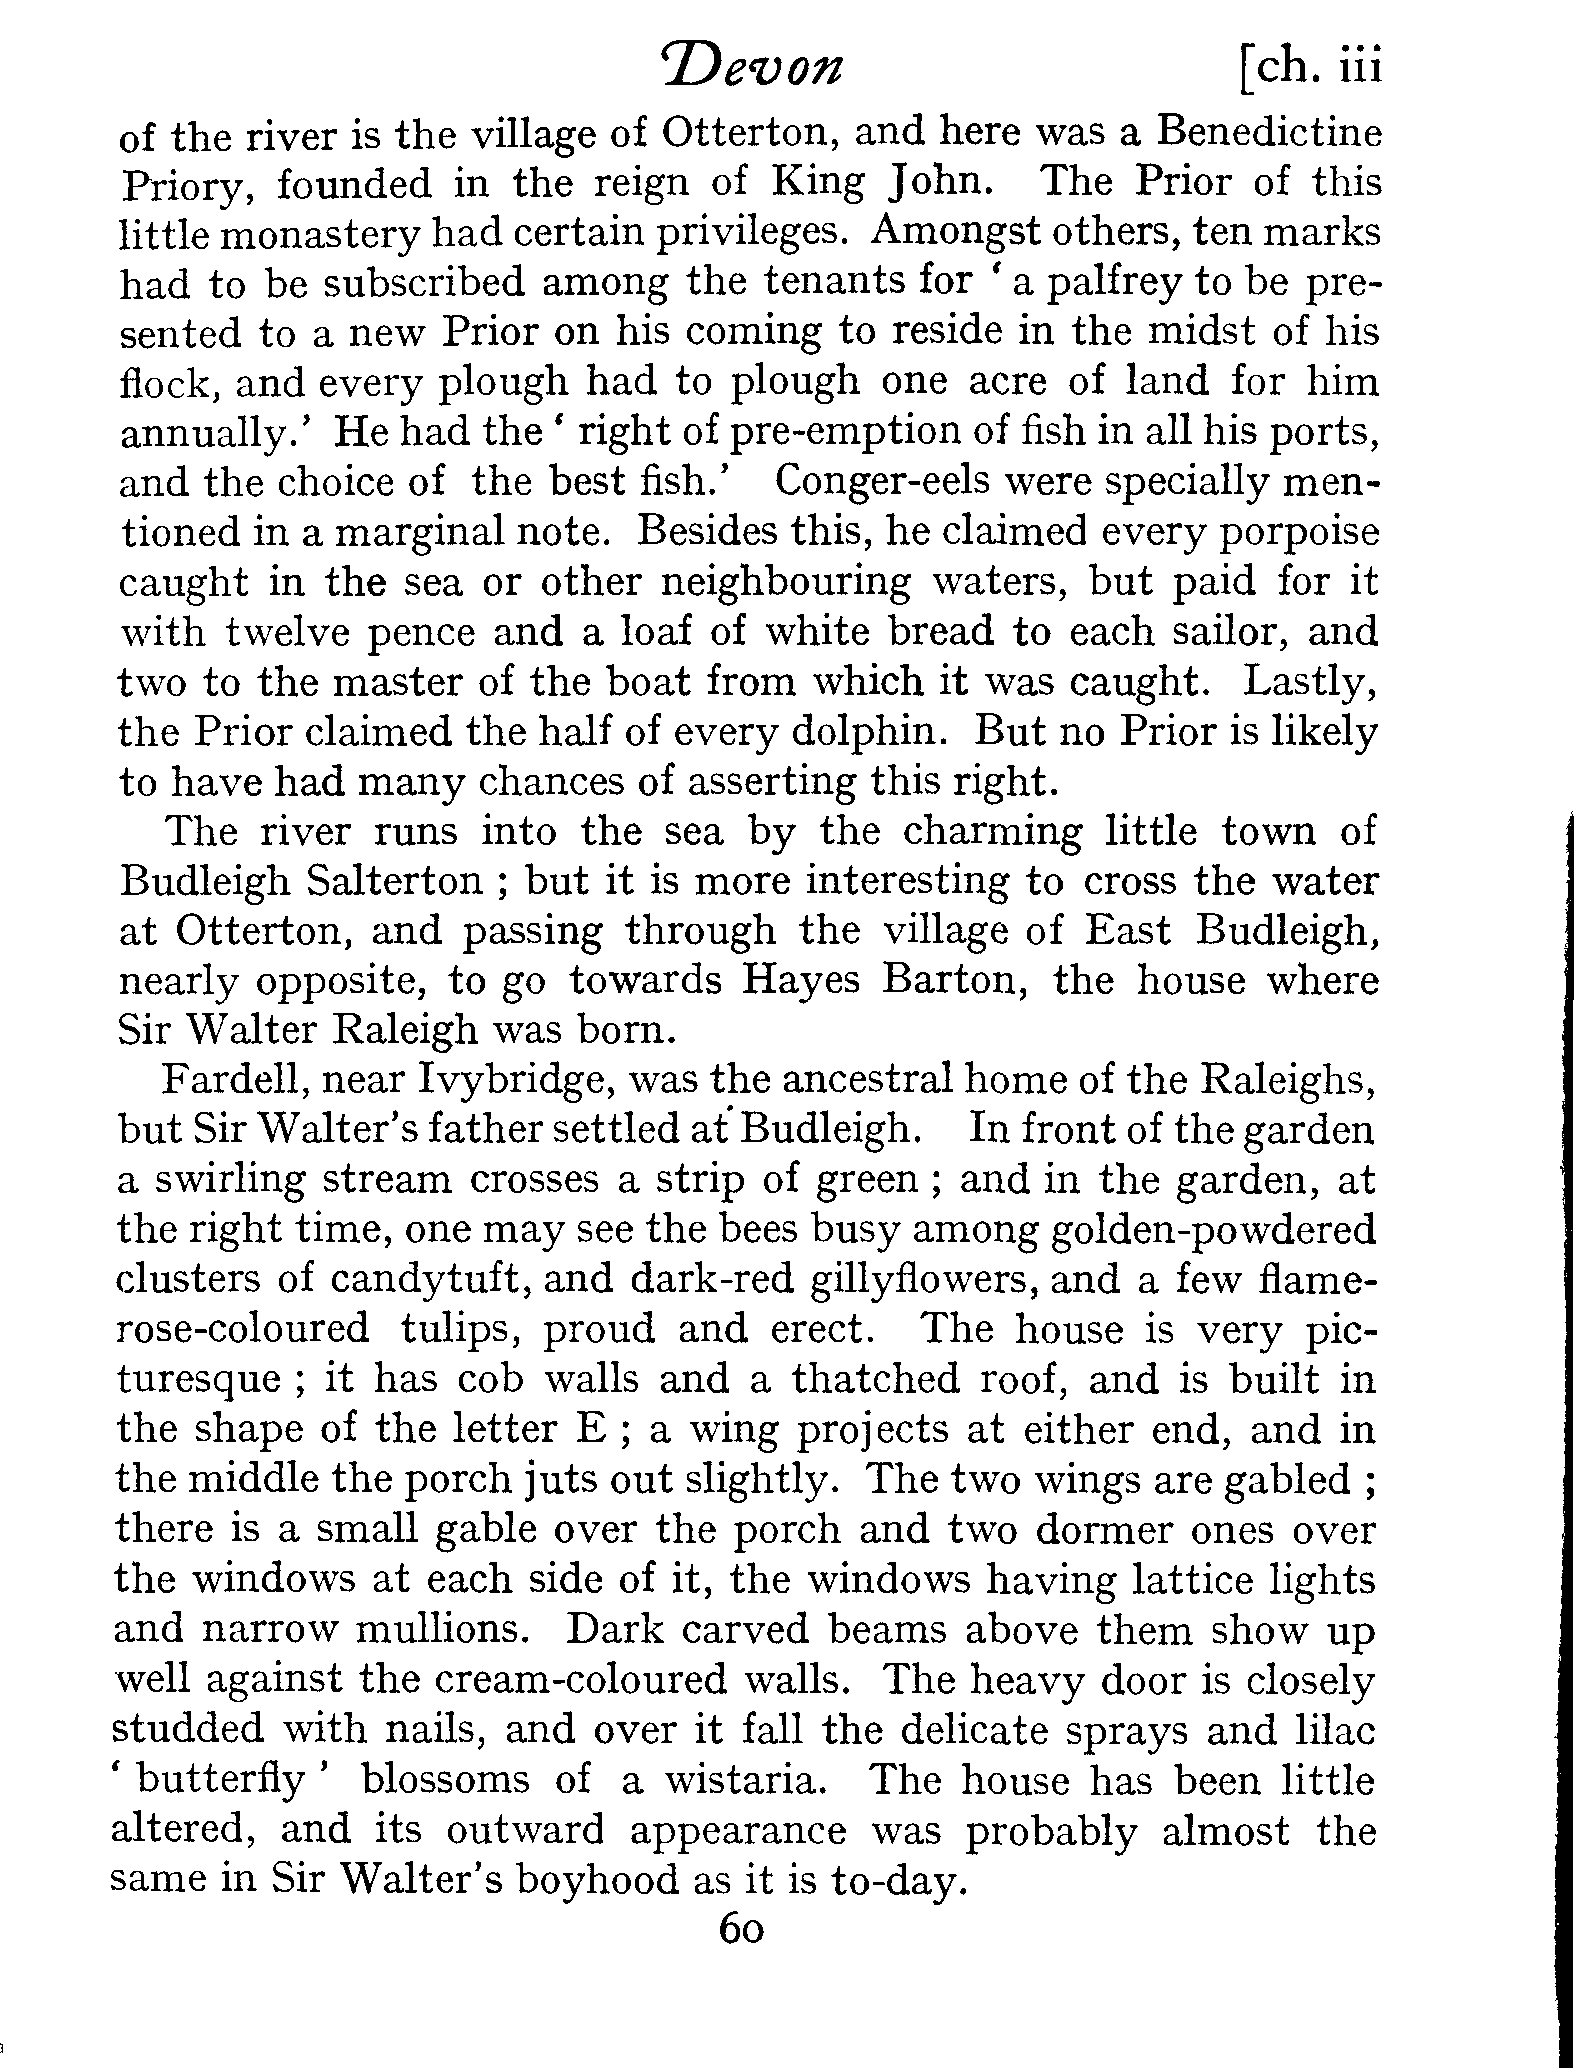 Devon [ch. iii
of the river is the village of Otterton, and here was a Benedictine
Priory, founded in the reign of King John. The Prior of this
little monastery had certain privileges. Amongst others, ten marks
had to be subscribed among the tenants for ‘ a palfrey to be pre-
sented to a new Prior on his coming to reside in the midst of his
flock, and every plough had to plough one acre of land for him
annually.’ He had the ‘ right of pre-emption of fish in all his ports,
and the choice of the best fish.’ Conger-eels were specially men-
tioned in a marginal note. Besides this, he claimed every porpoise
caught in the sea or other neighbouring waters, but paid for it
with twelve pence and a loaf of white bread to each sailor, and
two to the master of the boat from which it was caught. Lastly,
the Prior claimed the half of every dolphin. But no Prior is likely
to have had many chances of asserting this right.
The river runs into the sea by the charming little town of
Budleigh Salterton ; but it is more interesting to cross the water
at Otterton, and passing through the village of East Budleigh,
nearly opposite, to go towards Hayes Barton, the house where
Sir Walter Raleigh was born.
Fardell, near Ivybridge, was the ancestral home of the Raleighs,
but Sir Walter’s father settled at Budleigh. In front of the garden
a swirling stream crosses a strip of green ; and in the garden, at
the right time, one may see the bees busy among golden-powdered
clusters of candytuft, and dark-red gillyflowers, and a few flame-
rose-coloured tulips, proud and erect. The house is very pic-
turesque ; it has cob walls and a thatched roof, and is built in
the shape of the letter E ; a wing projects at either end, and in
the middle the porch juts out slightly. The two wings are gabled ;
there is a small gable over the porch and two dormer ones over
the windows at each side of it, the windows having lattice lights
and narrow mullions. Dark carved beams above them show up
well against the cream-coloured walls. The heavy door is closely
studded with nails, and over it fall the delicate sprays and lilac
‘ butterfly ’ blossoms of a wistaria. The house has been little
altered, and its outward appearance was probably almost the
same in Sir Walter’s boyhood as it is to-day.
60